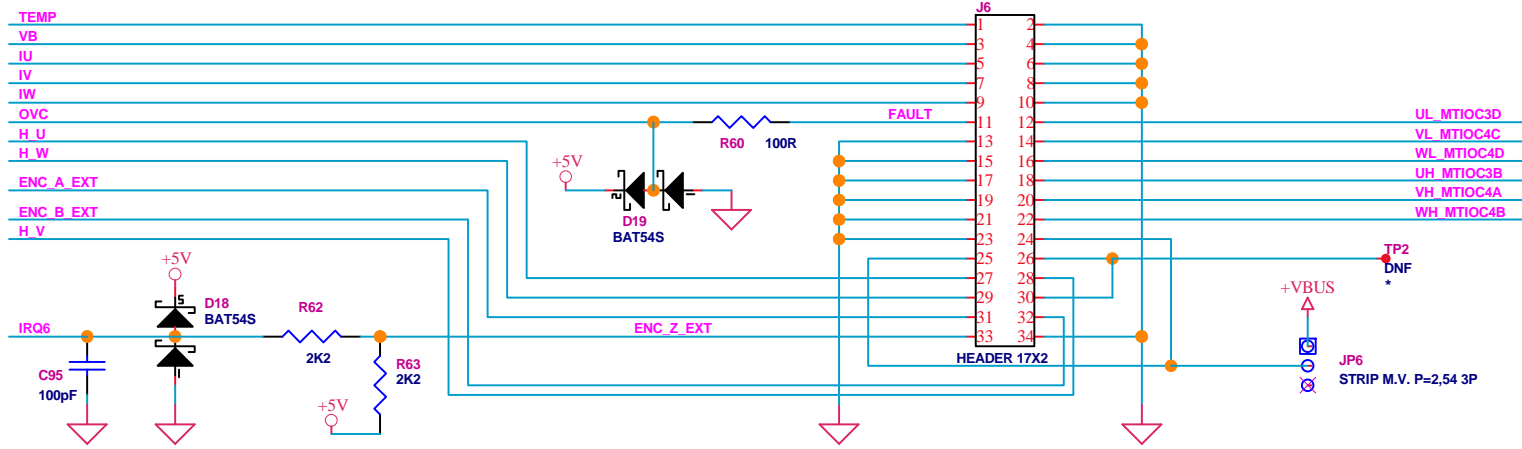 J6
TEMP
1 2
VB
3 4
IU
5 6
IV
7 8
IW
9 10
OVC
FAULT
11 12
UL_MTIOC3D
R60
100R
H_U
13 14
VL_MTIOC4C
H_W
15 16
WL_MTIOC4D
+5V
ENC_A_EXT
17 18
UH_MTIOC3B
19 20
VH_MTIOC4A
2
1
D19
BAT54S
ENC_B_EXT
21 22
WH_MTIOC4B
H_V
23 24
25 26
TP2
DNF
*
+5V
27 28
+VBUS
29 30
D18
BAT54S
2
1
R62
2K2
31 32
IRQ6
ENC_Z_EXT
33 34
HEADER 17X2
C95
100pF
R63
2K2
JP6
STRIP M.V. P=2,54 3P
+5V